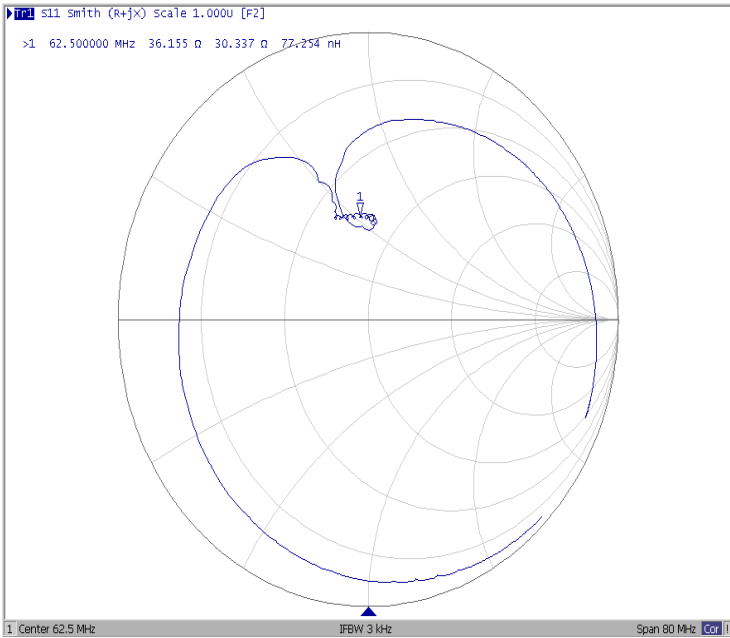 Tr1 S11 Smith (R+jX) Scale 1.000U [F2]
>1 62.500000 MHz 36.155 Ω 30.337 Ω 77.254 nH
1
1 Center 62.5 MHz IFBW 3 kHz Span 80 MHz Cor !